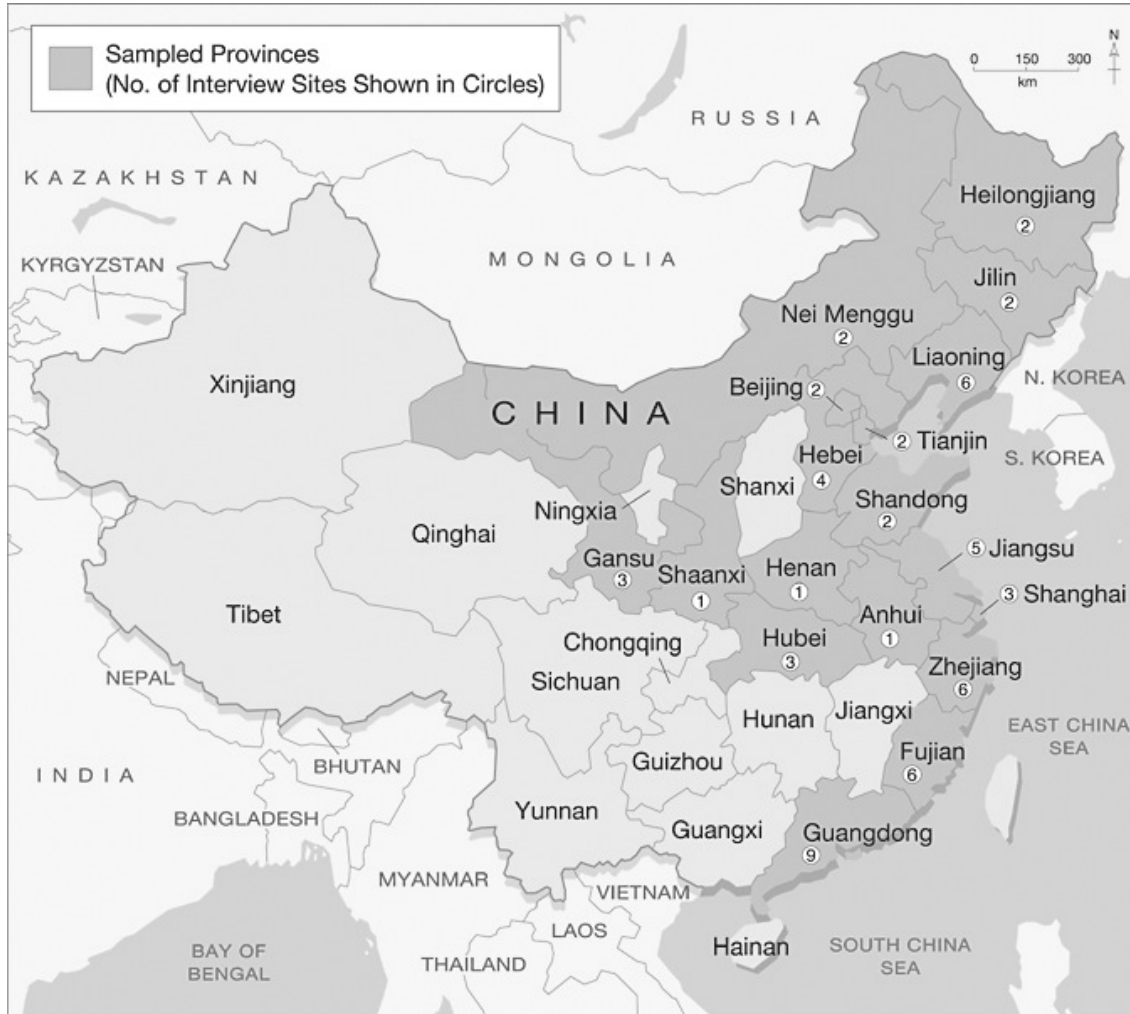 Sampled Provinces
(No. of Interview Sites Shown in Circles)
N
0 150 300
km
RUSSIA
KAZAKHSTAN
Heilongjiang
2
MONGOLIA
KYRGYZSTAN
Jilin
2
Nei Menggu
2
Liaoning
6
Xinjiang
Beijing 2
N. KOREA
CHINA
2 Tianjin
Hebei
4
S. KOREA
Shanxi
Shandong
2
Ningxia
Qinghai
5 Jiangsu
Gansu
3
Shaanxi
1
Henan
1
3 Shanghai
Tibet
Anhui
1
Chongqing
Hubei
3
Zhejiang
6
NEPAL
Sichuan
Hunan
Jiangxi
EAST CHINA
SEA
Fujian
6
Guizhou
BHUTAN
INDIA
Yunnan
BANGLADESH
Guangxi
Guangdong
9
MYANMAR
VIETNAM
LAOS
Hainan
BAY OF
BENGAL
THAILAND
SOUTH CHINA
SEA